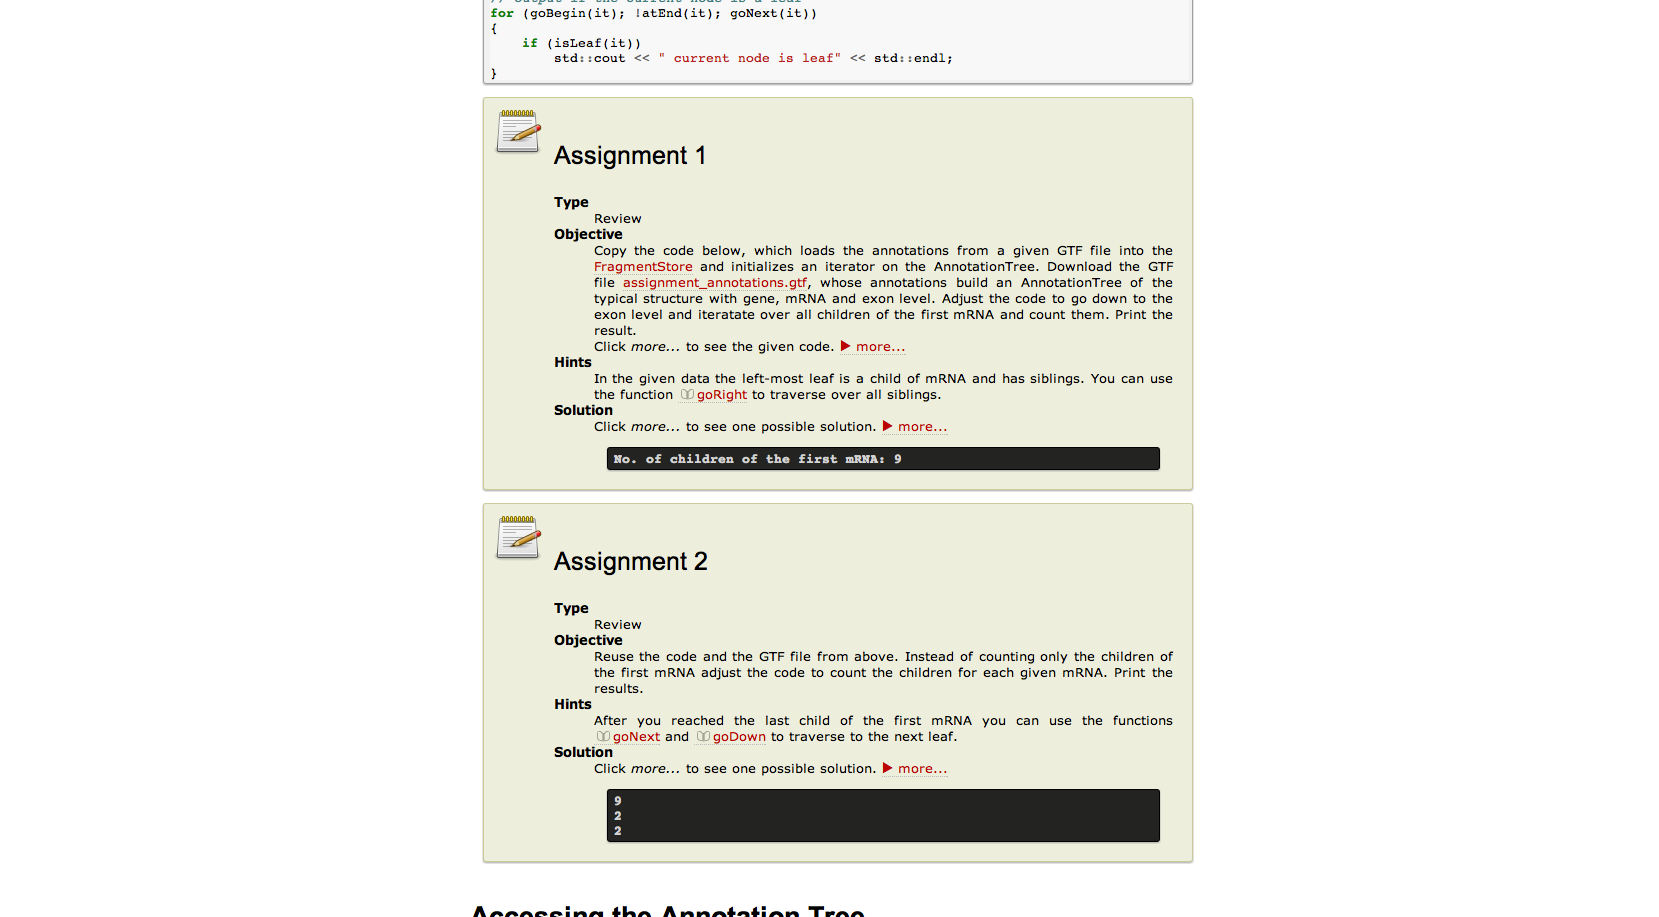 // Output if the current node is a leaf
for (goBegin(it); !atEnd(it); goNext(it))
{
    if (isLeaf(it))
        std::cout << " current node is leaf" << std::endl;
}
Assignment 1
Type
Review
Objective
Copy the code below, which loads the annotations from a given GTF file into the
FragmentStore and initializes an iterator on the AnnotationTree. Download the GTF
file assignment_annotations.gtf, whose annotations build an AnnotationTree of the
typical structure with gene, mRNA and exon level. Adjust the code to go down to the
exon level and iteratate over all children of the first mRNA and count them. Print the
result.
Click more... to see the given code. ▶ more...
Hints
In the given data the left-most leaf is a child of mRNA and has siblings. You can use
the function goRight to traverse over all siblings.
Solution
Click more... to see one possible solution. ▶ more...
No. of children of the first mRNA: 9
Assignment 2
Type
Review
Objective
Reuse the code and the GTF file from above. Instead of counting only the children of
the first mRNA adjust the code to count the children for each given mRNA. Print the
results.
Hints
After you reached the last child of the first mRNA you can use the functions
goNext and goDown to traverse to the next leaf.
Solution
Click more... to see one possible solution. ▶ more...
9
2
2
Accessing the Annotation Tree